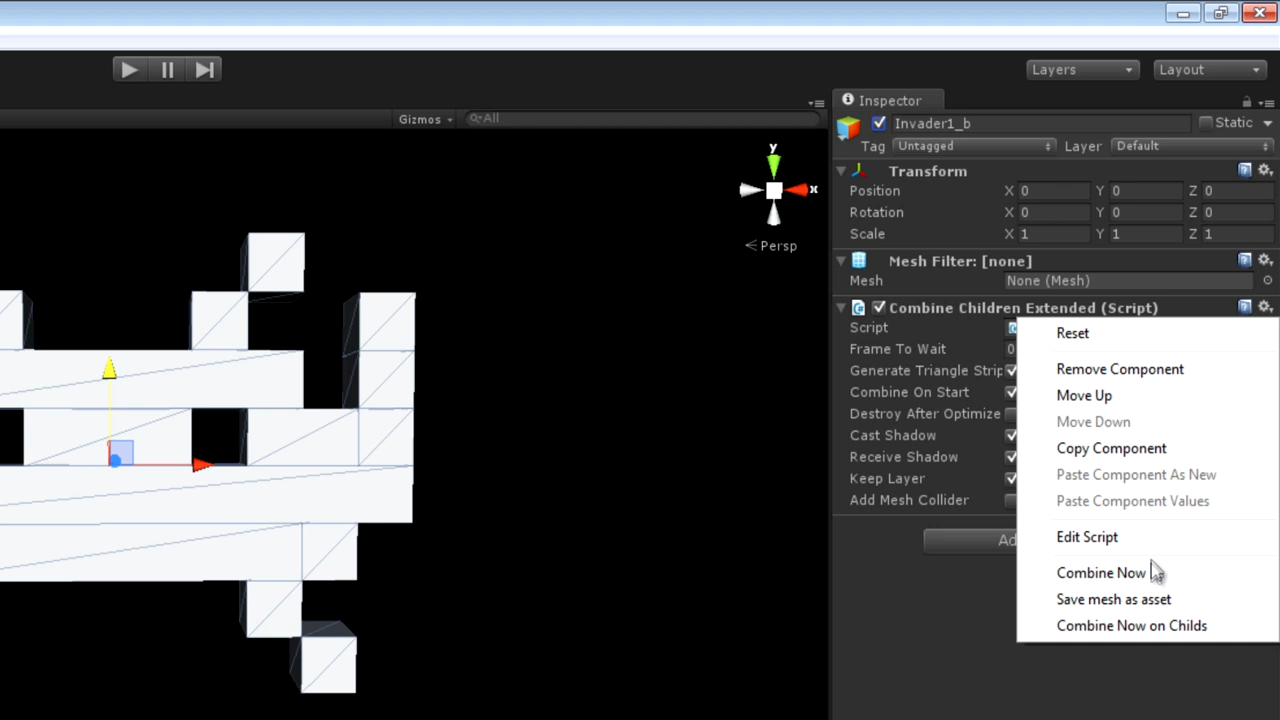 Layers Layout
Inspector
Gizmos All
Invader1_b Static
Tag Untagged Layer Default
y
x
Persp
Transform
Position X 0 Y 0 Z 0
Rotation X 0 Y 0 Z 0
Scale X 1 Y 1 Z 1
Mesh Filter: [none]
Mesh None (Mesh)
Combine Children Extended (Script)
Script
Frame To Wait 0
Generate Triangle Strip
Combine On Start
Destroy After Optimize
Cast Shadow
Receive Shadow
Keep Layer
Add Mesh Collider
Ad
Reset
Remove Component
Move Up
Move Down
Copy Component
Paste Component As New
Paste Component Values
Edit Script
Combine Now
Save mesh as asset
Combine Now on Childs